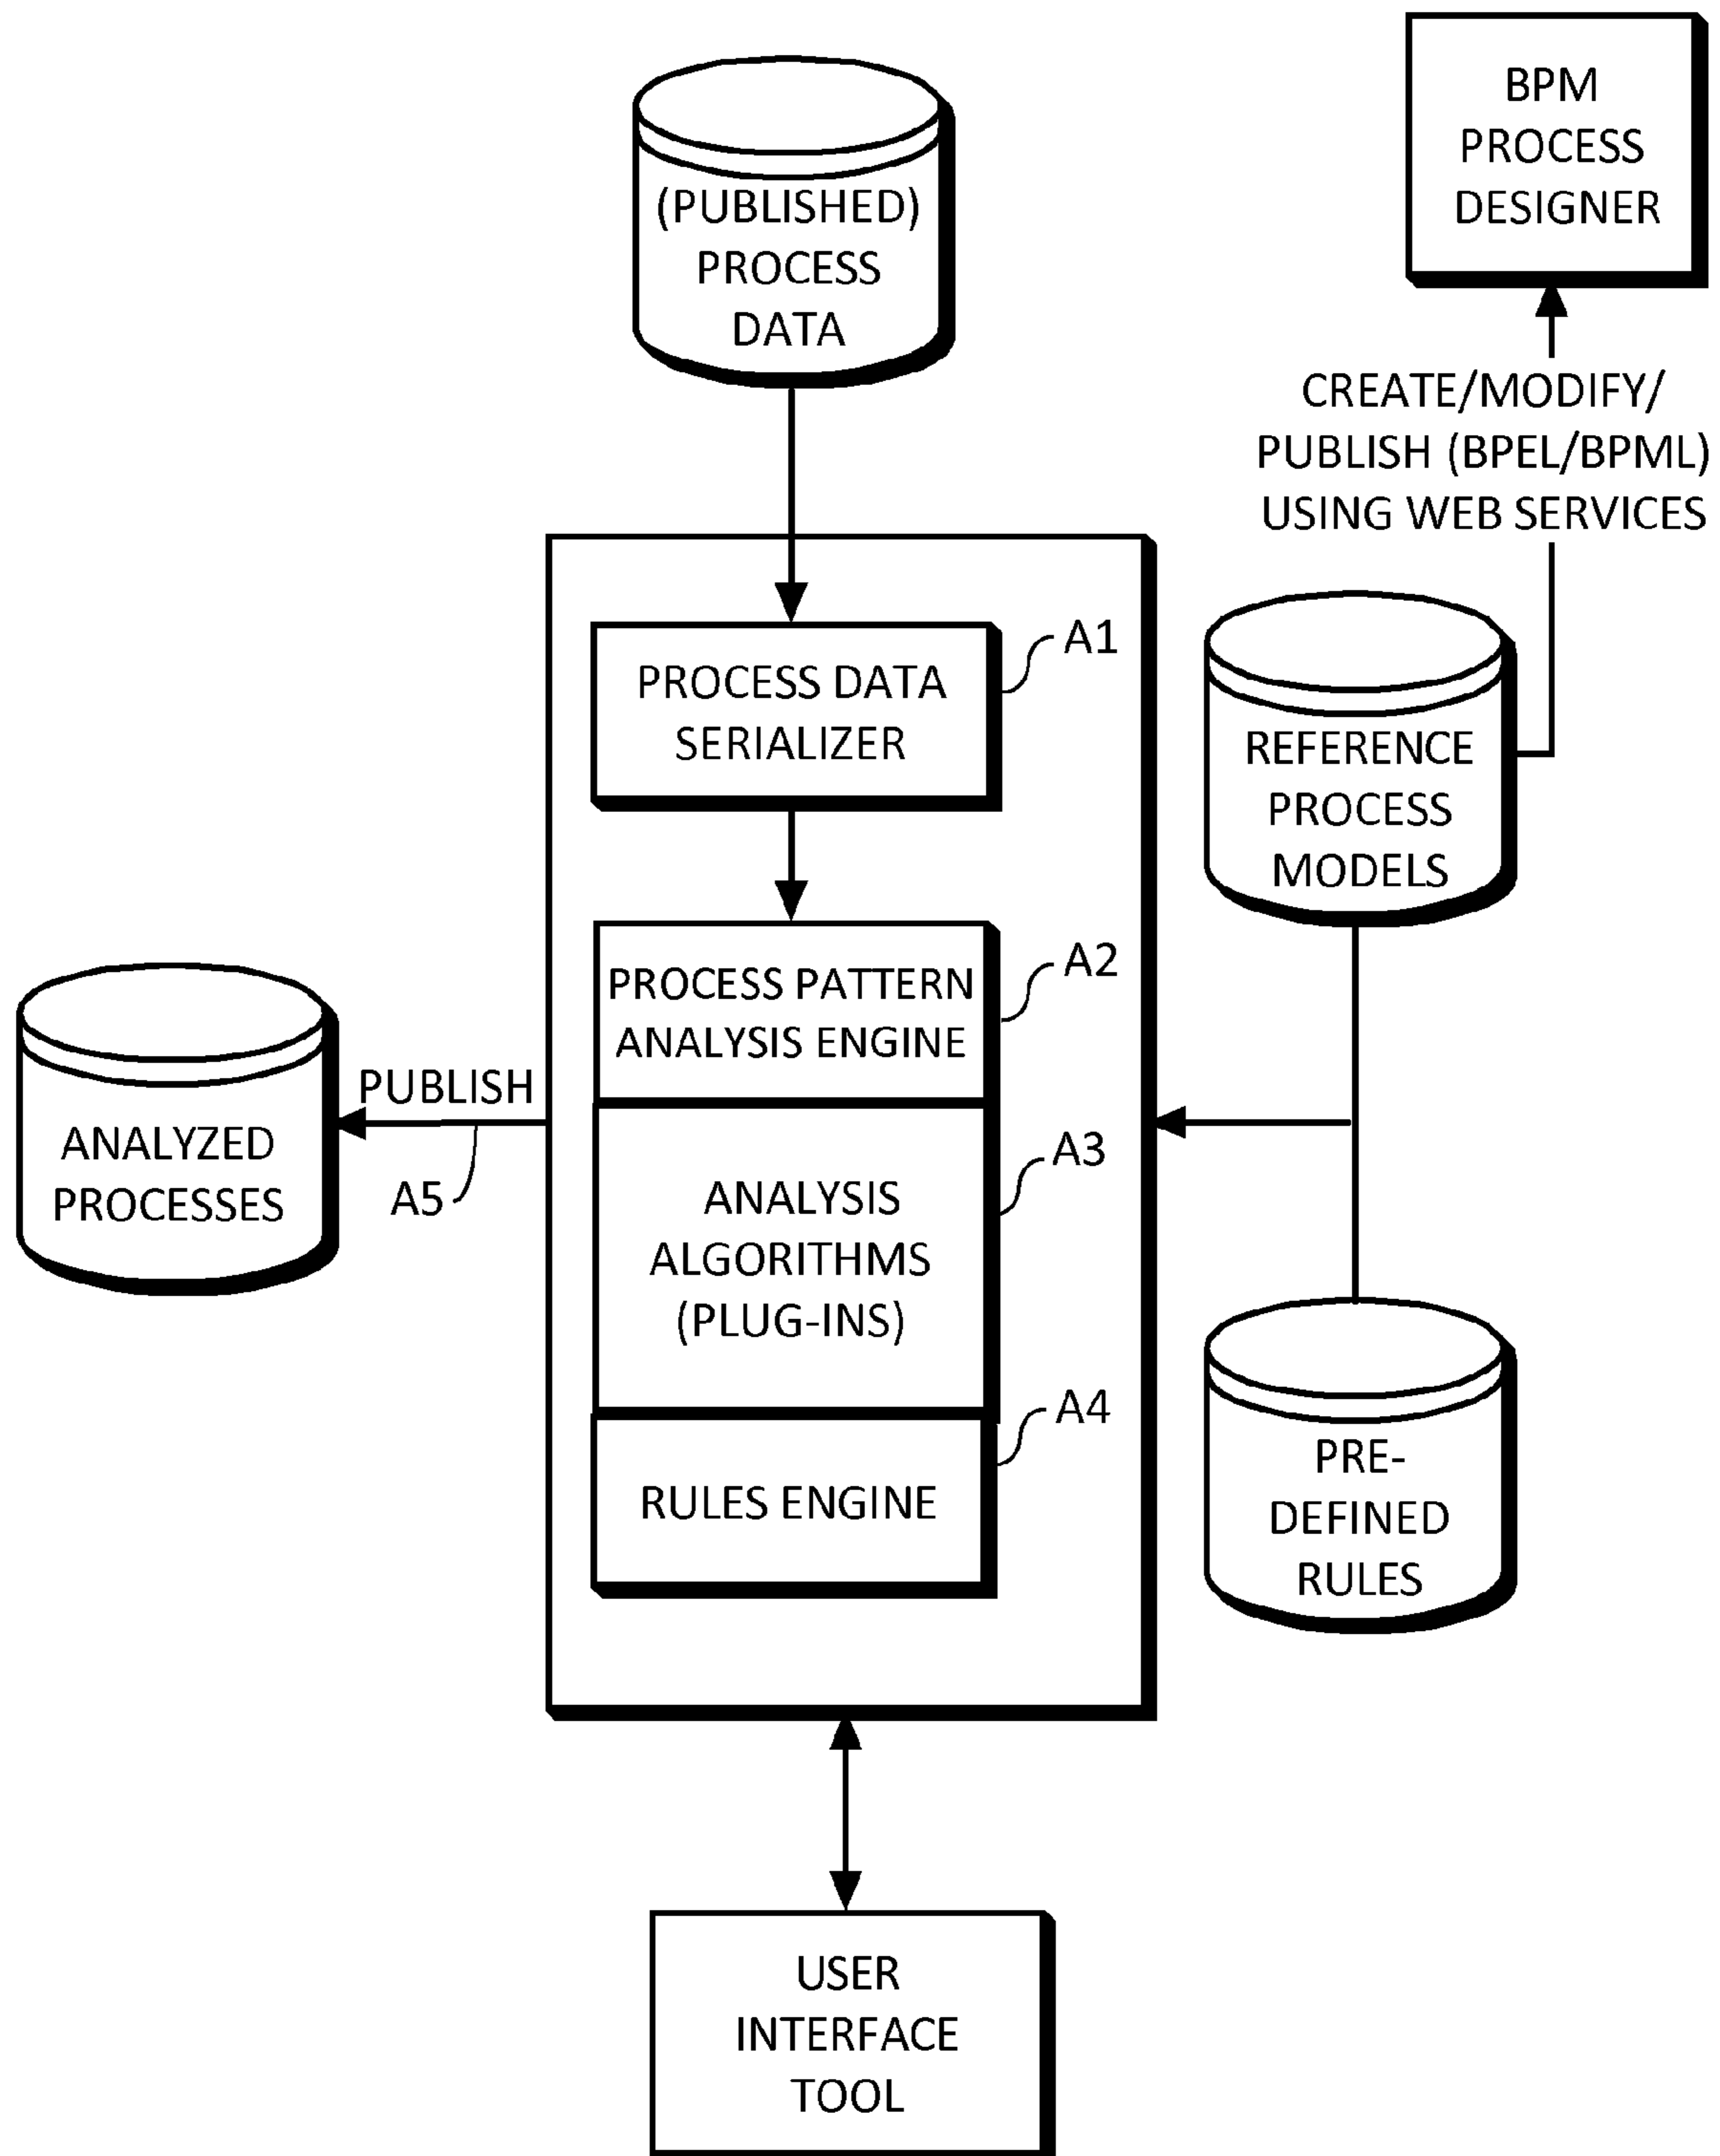 BPM
PROCESS
DESIGNER
(PUBLISHED)
PROCESS
DATA
CREATE/MODIFY/
PUBLISH (BPEL/BPML)
USING WEB SERVICES
A1
PROCESS DATA
SERIALIZER
REFERENCE
PROCESS
MODELS
A2
PROCESS PATTERN
ANALYSIS ENGINE
PUBLISH
ANALYZED
PROCESSES
A5
A3
ANALYSIS
ALGORITHMS
(PLUG-INS)
A4
RULES ENGINE
PRE-
DEFINED
RULES
USER
INTERFACE
TOOL